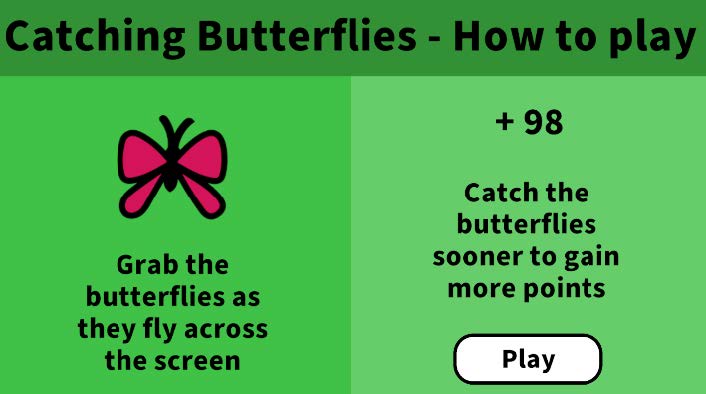 Catching Butterflies - How to play
Grab the
butterflies as
they fly across
the screen
+ 98
Catch the
butterflies
sooner to gain
more points
Play